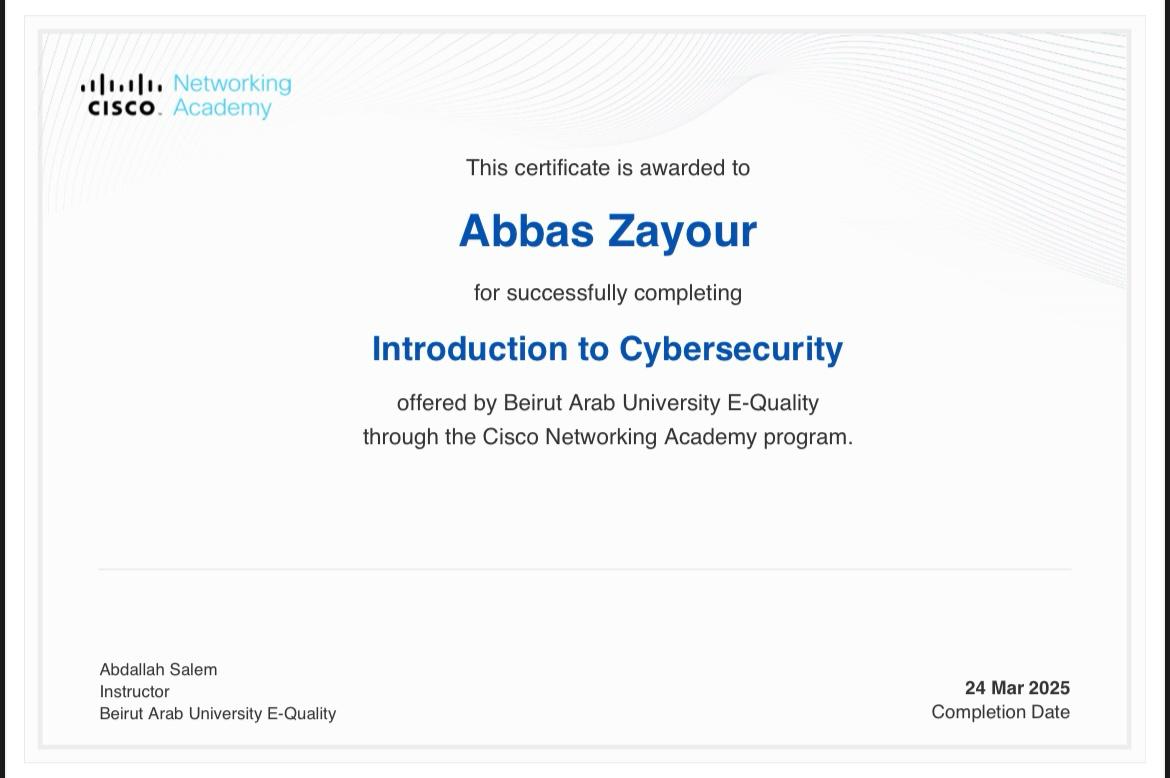 Networking
CISCO Academy
This certificate is awarded to
Abbas Zayour
for successfully completing
Introduction to Cybersecurity
offered by Beirut Arab University E-Quality
through the Cisco Networking Academy program.
Abdallah Salem
Instructor
Beirut Arab University E-Quality
24 Mar 2025
Completion Date